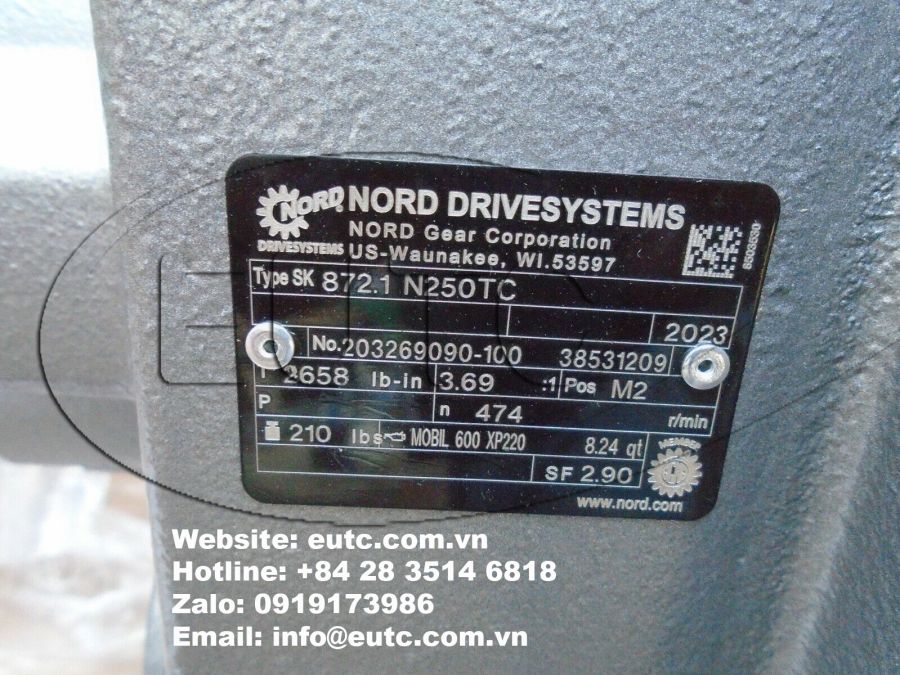 NORD DRIVESYSTEMS
NORD DRIVESYSTEMS
NORD Gear Corporation
US-Waunakee, WI.53597
Type SK 872.1 N250TC
2023
No.203269090-100 38531209
T 2658 lb-in 3.69 :1 Pos M2
P n 474 r/min
210 lbs MOBIL 600 XP220 8.24 qt
SF 2.90
MEMBER
www.nord.com
EUTC
Website: eutc.com.vn
Hotline: +84 28 3514 6818
Zalo: 0919173986
Email: info@eutc.com.vn